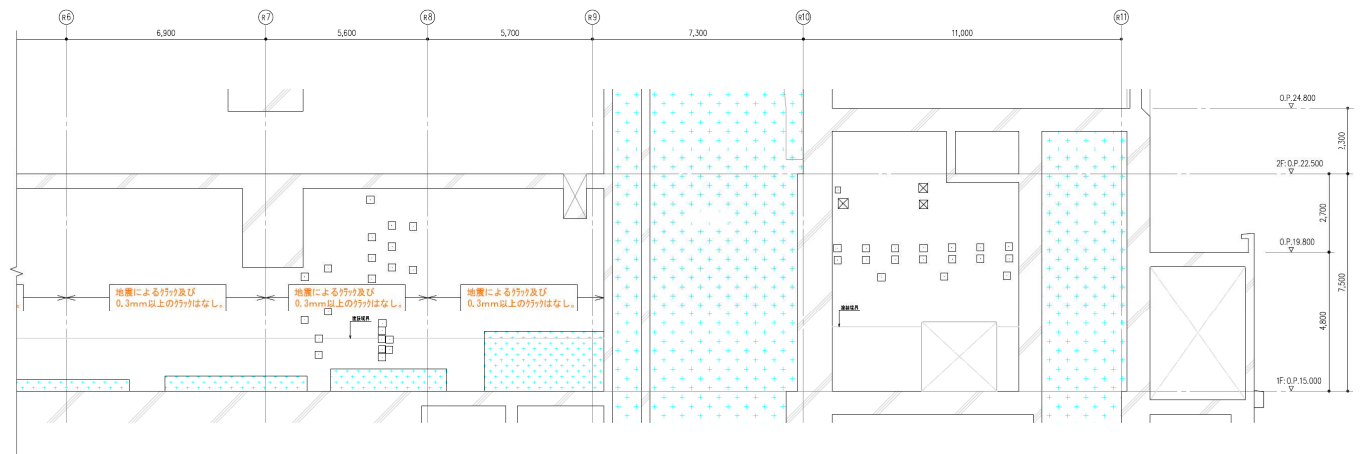 R6
R7
R8
R9
R10
R11
6,900
5,600
5,700
7,300
11,000
O.P.24.800
2,300
2F:O.P.22.500
2,700
O.P.19.800
7,500
4,800
1F:O.P.15.000
地震によるクラック及び
0.3mm以上のクラックはなし。
地震によるクラック及び
0.3mm以上のクラックはなし。
地震によるクラック及び
0.3mm以上のクラックはなし。